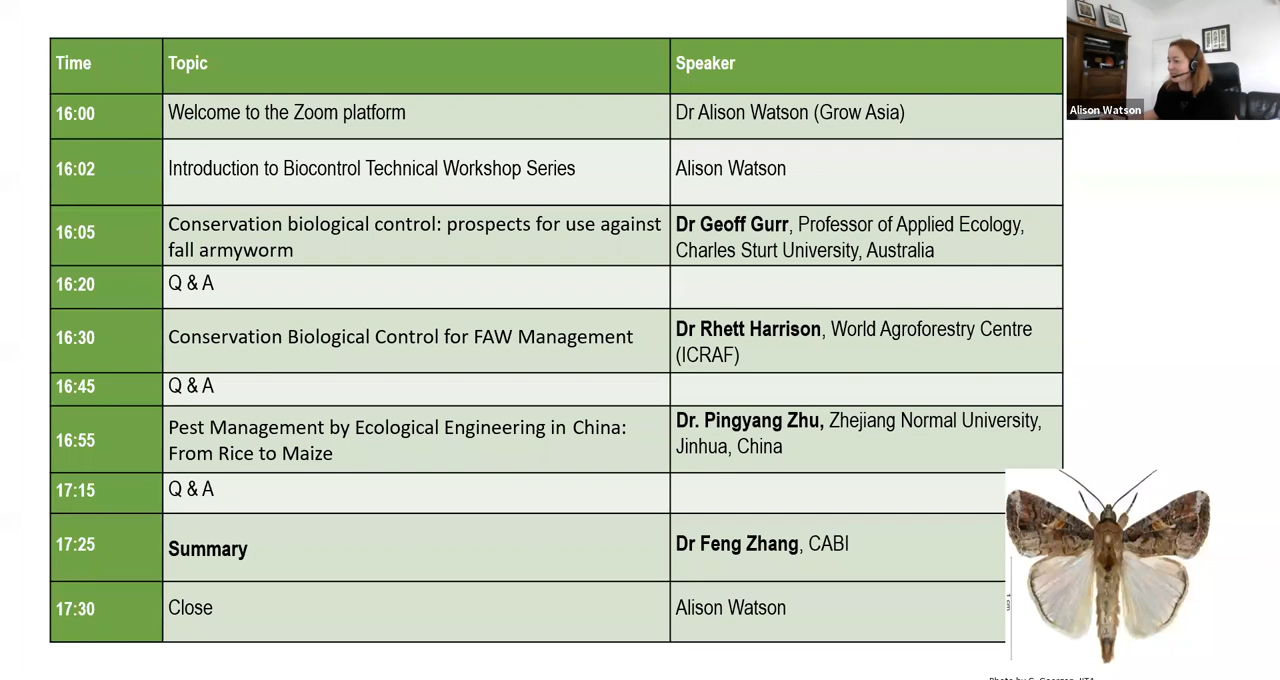 Time Topic Speaker
16:00 Welcome to the Zoom platform Dr Alison Watson (Grow Asia)
16:02 Introduction to Biocontrol Technical Workshop Series Alison Watson
16:05 Conservation biological control: prospects for use against
fall armyworm
Dr Geoff Gurr, Professor of Applied Ecology,
Charles Sturt University, Australia
16:20 Q & A
16:30 Conservation Biological Control for FAW Management
Dr Rhett Harrison, World Agroforestry Centre
(ICRAF)
16:45 Q & A
16:55 Pest Management by Ecological Engineering in China:
From Rice to Maize
Dr. Pingyang Zhu, Zhejiang Normal University,
Jinhua, China
17:15 Q & A
17:25 Summary Dr Feng Zhang, CABI
17:30 Close Alison Watson
Alison Watson
1 cm